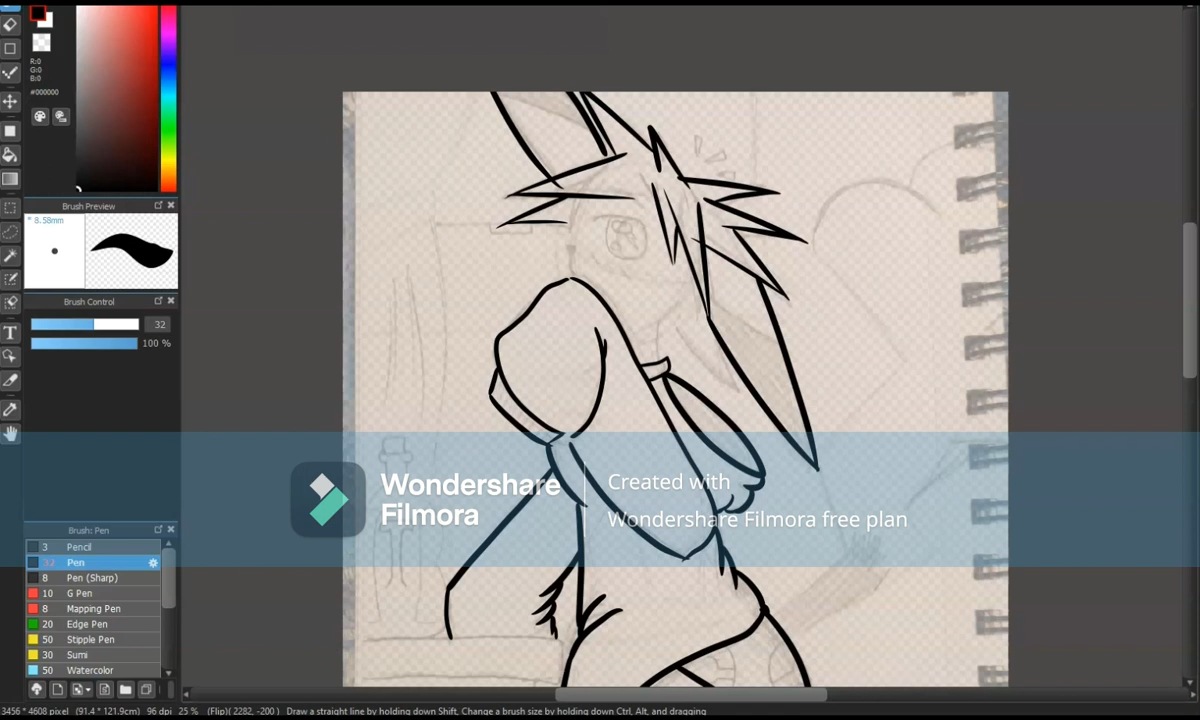 R:0
G:0
B:0
#000000
Brush Preview
* 8.58mm
Brush Control
32
100 %
Wondershare
Filmora
Created with
Wondershare Filmora free plan
Brush: Pen
3 Pencil
32 Pen
8 Pen (Sharp)
10 G Pen
8 Mapping Pen
20 Edge Pen
50 Stipple Pen
30 Sumi
50 Watercolor
3456 * 4608 pixel (91.4 * 121.9cm) 96 dpi 25 % (Flip)( 2282, -200 ) Draw a straight line by holding down Shift, Change a brush size by holding down Ctrl, Alt, and dragging